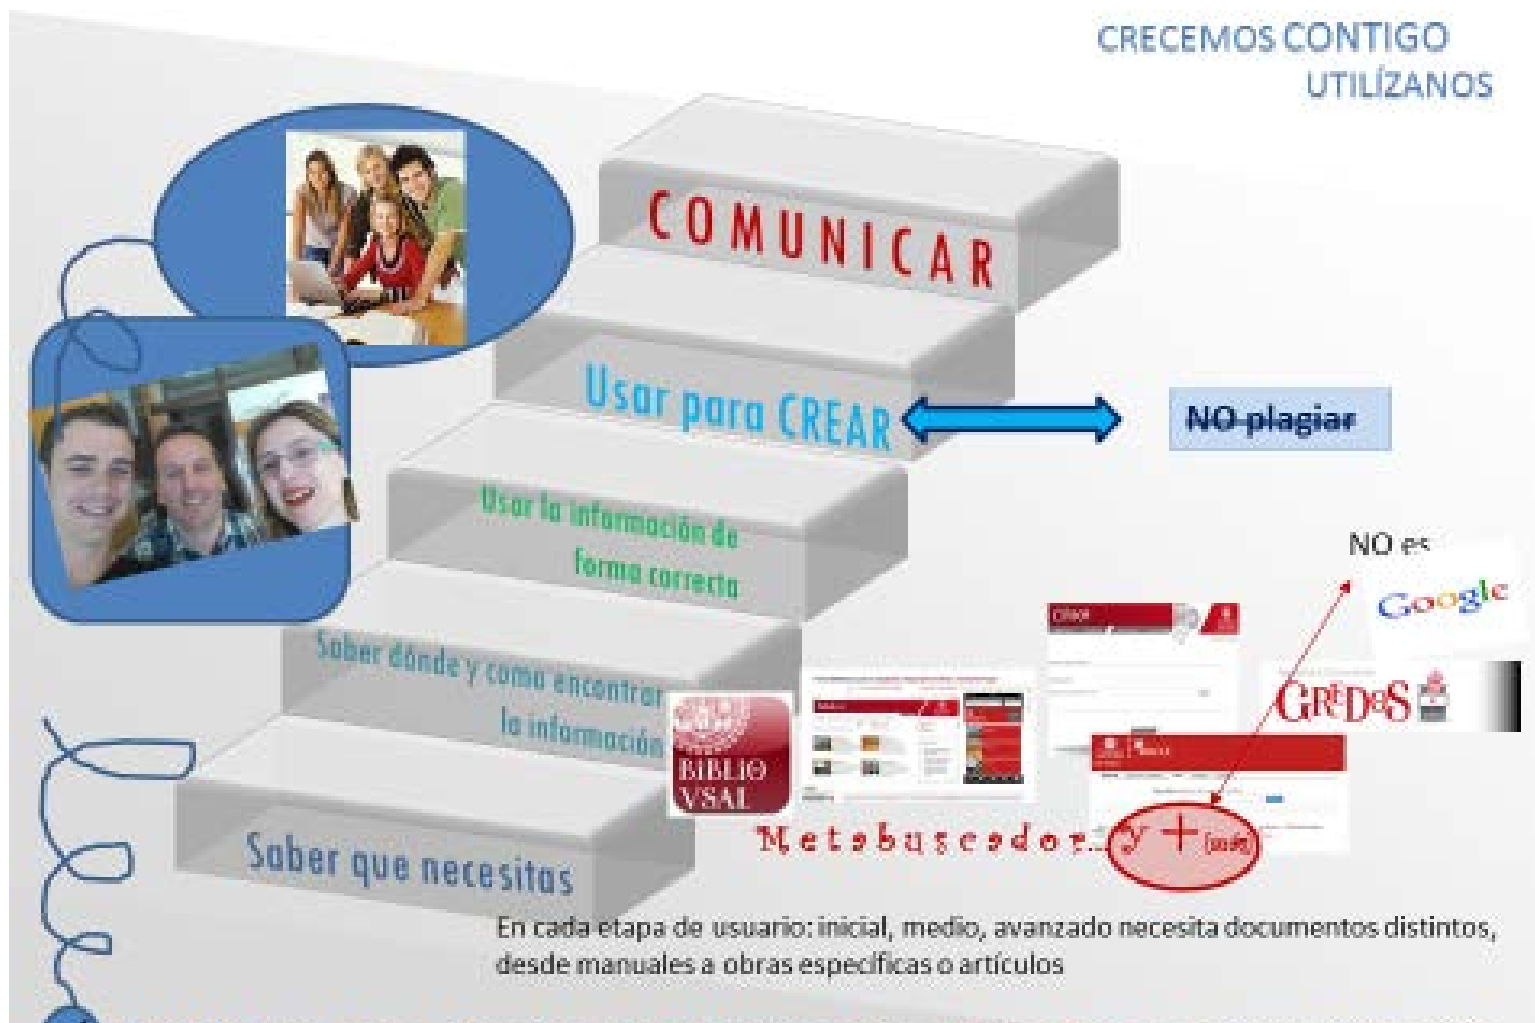 CRECEMOS CONTIGO
UTILÍZANOS
COMUNICAR
Usar para CREAR
NO plagiar
Usar la información de
forma correcta
NO es
Google
Saber dónde y como encontrar
la información
GREDOS
BIBLIO
VSAL
Metabuscador... y + (más)
Saber que necesitas
En cada etapa de usuario: inicial, medio, avanzado necesita documentos distintos,
desde manuales a obras específicas o artículos